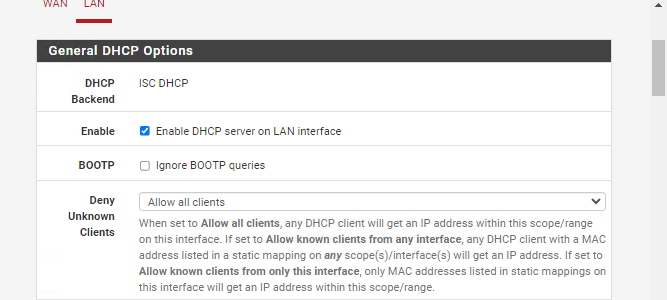 WAN LAN
General DHCP Options
DHCP Backend ISC DHCP
Enable Enable DHCP server on LAN interface
BOOTP Ignore BOOTP queries
Deny Unknown Clients Allow all clients
When set to Allow all clients, any DHCP client will get an IP address within this scope/range
on this interface. If set to Allow known clients from any interface, any DHCP client with a MAC
address listed in a static mapping on any scope(s)/interface(s) will get an IP address. If set to
Allow known clients from only this interface, only MAC addresses listed in static mappings on
this interface will get an IP address within this scope/range.